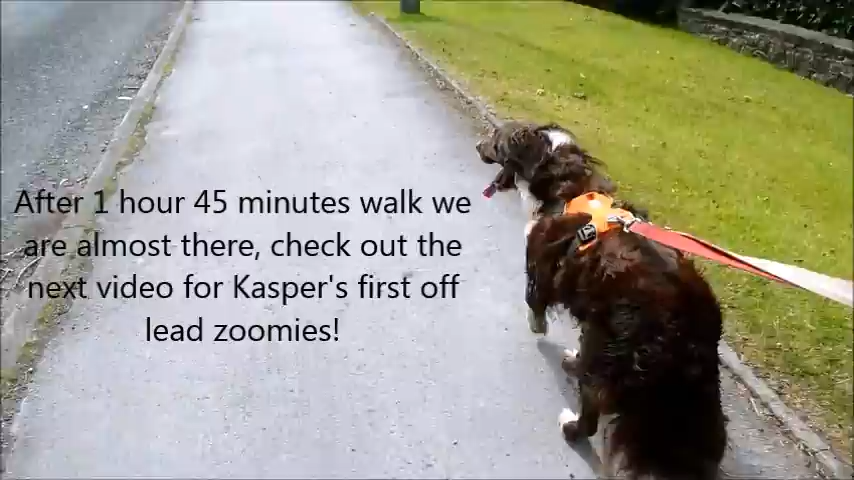 After 1 hour 45 minutes walk we
are almost there, check out the
next video for Kasper's first off
lead zoomies!